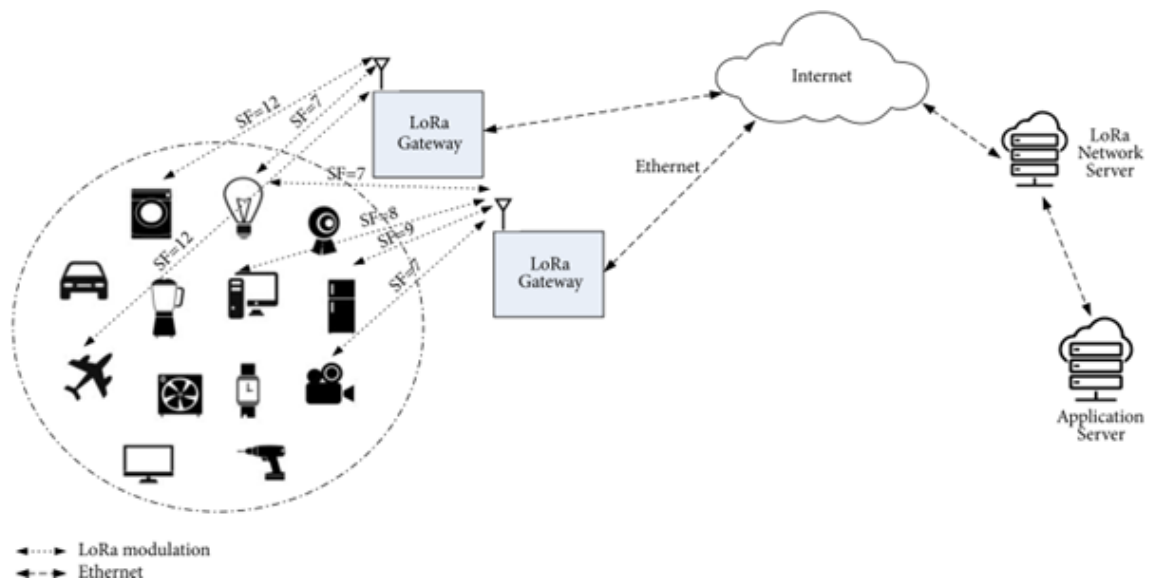 SF=12
SF=7
LoRa
Gateway
Internet
LoRa
Network
Server
Ethernet
SF=7
SF=8
SF=9
SF=7
SF=12
LoRa
Gateway
Application
Server
LoRa modulation
Ethernet